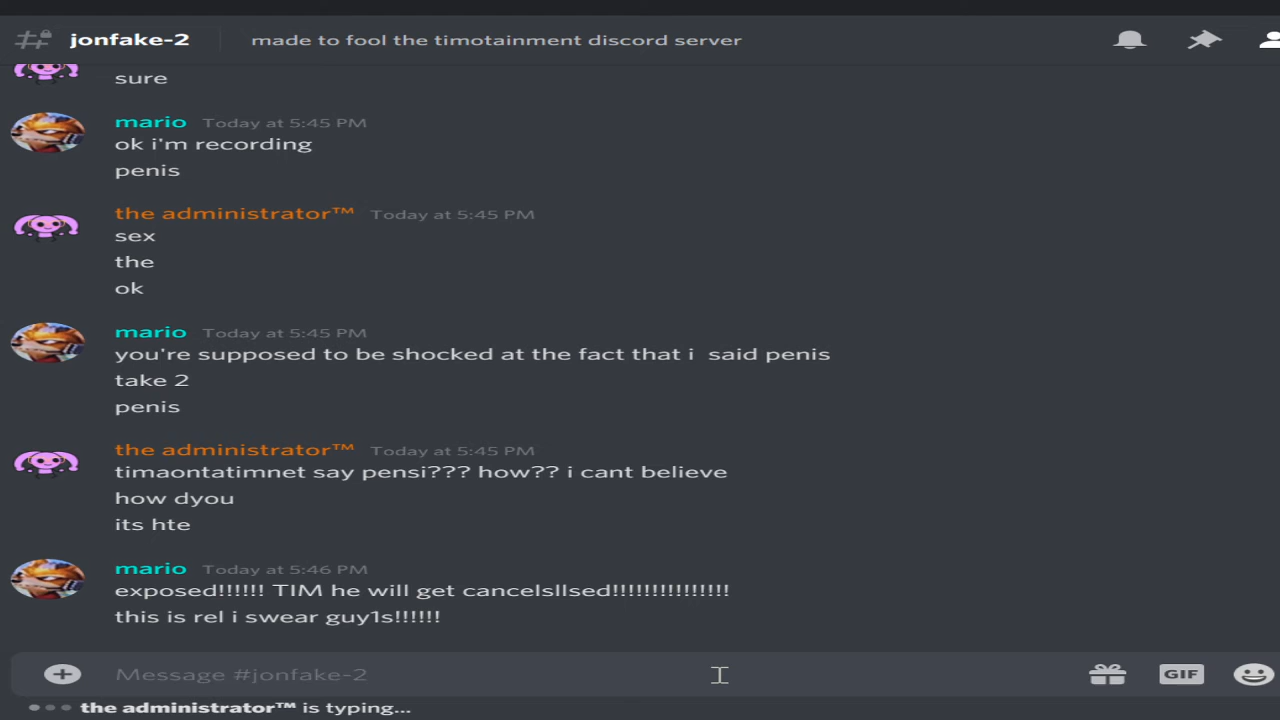 jonfake-2 made to fool the timotainment discord server
sure
mario Today at 5:45 PM
ok i'm recording
penis
the administrator™ Today at 5:45 PM
sex
the
ok
mario Today at 5:45 PM
you're supposed to be shocked at the fact that i  said penis
take 2
penis
the administrator™ Today at 5:45 PM
timaontatimnet say pensi??? how?? i cant believe
how dyou
its hte
mario Today at 5:46 PM
exposed!!!!!! TIM he will get cancelsllsed!!!!!!!!!!!!!!!
this is rel i swear guy1s!!!!!!
Message #jonfake-2 GIF
the administrator™ is typing...